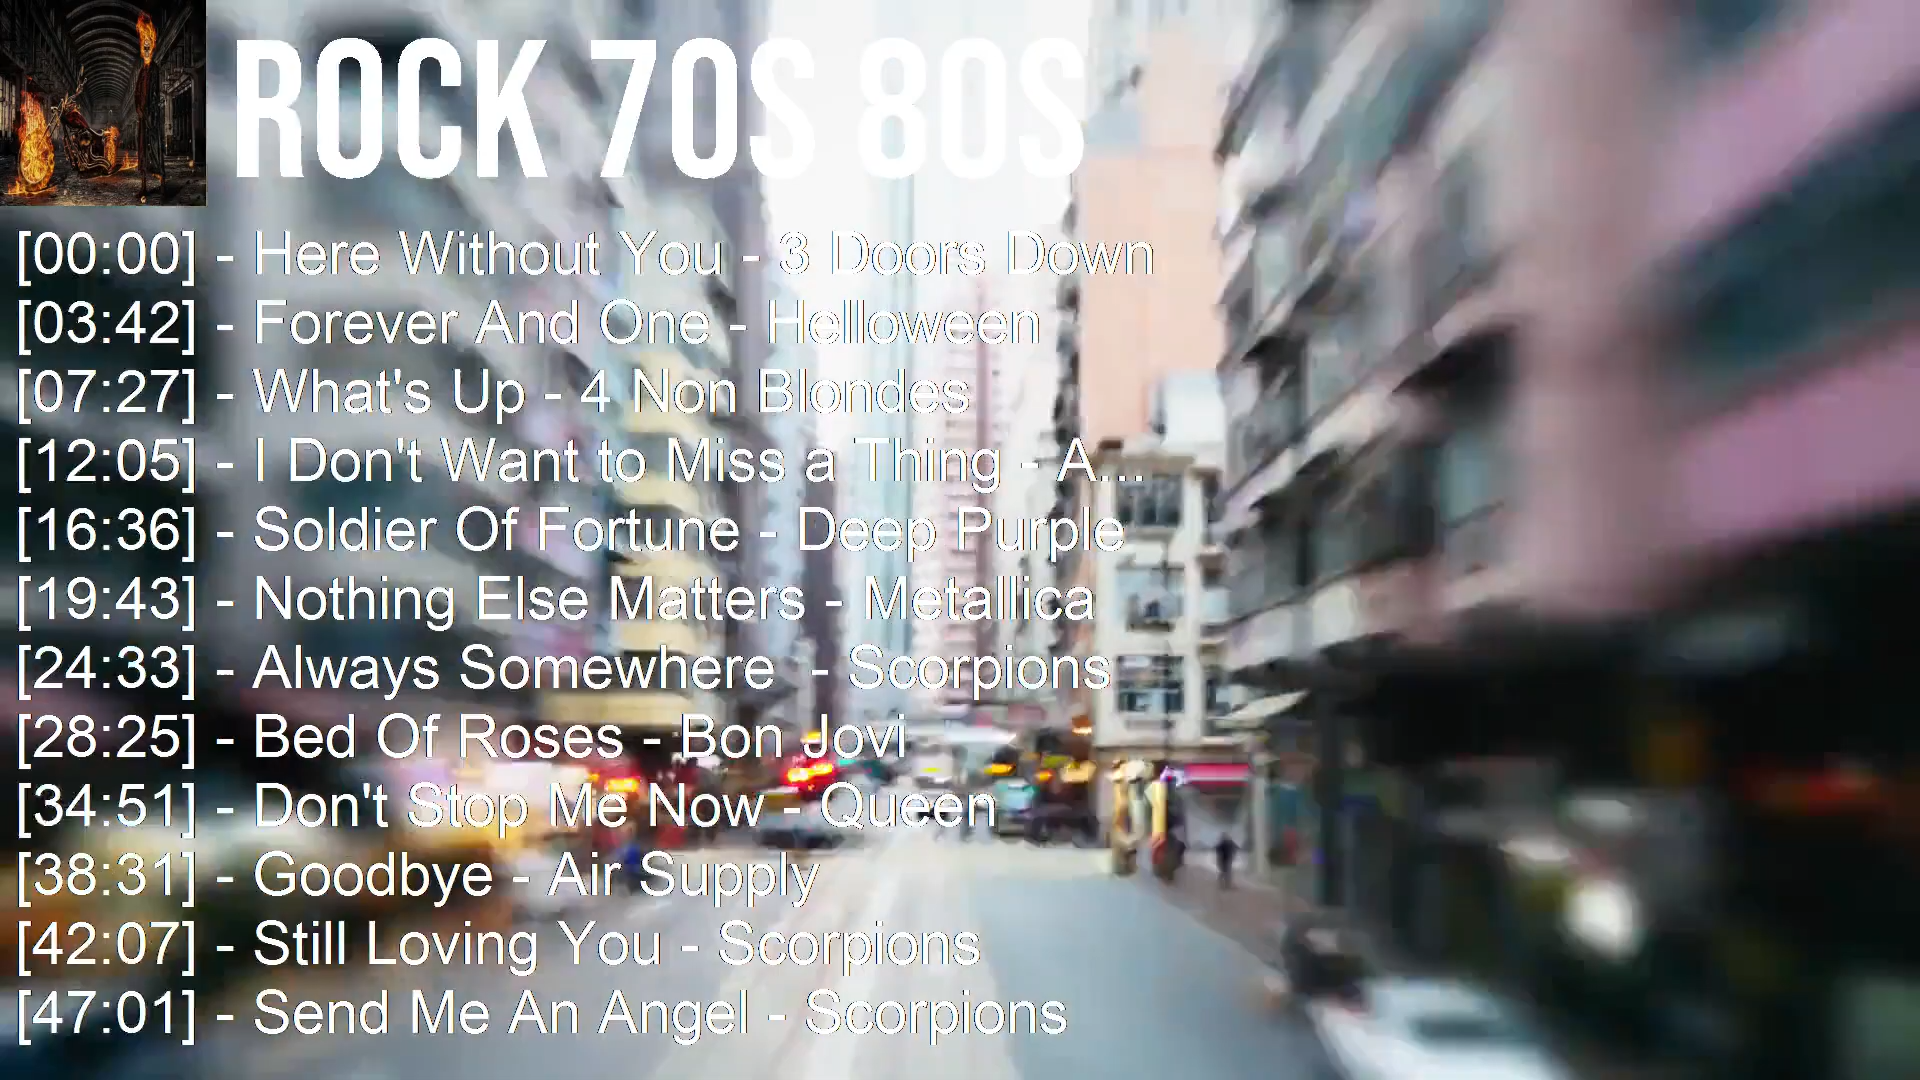 ROCK 70S 80S
[00:00] - Here Without You - 3 Doors Down
[03:42] - Forever And One - Helloween
[07:27] - What's Up - 4 Non Blondes
[12:05] - I Don't Want to Miss a Thing - A...
[16:36] - Soldier Of Fortune - Deep Purple
[19:43] - Nothing Else Matters - Metallica
[24:33] - Always Somewhere  - Scorpions
[28:25] - Bed Of Roses - Bon Jovi
[34:51] - Don't Stop Me Now - Queen
[38:31] - Goodbye - Air Supply
[42:07] - Still Loving You - Scorpions
[47:01] - Send Me An Angel - Scorpions